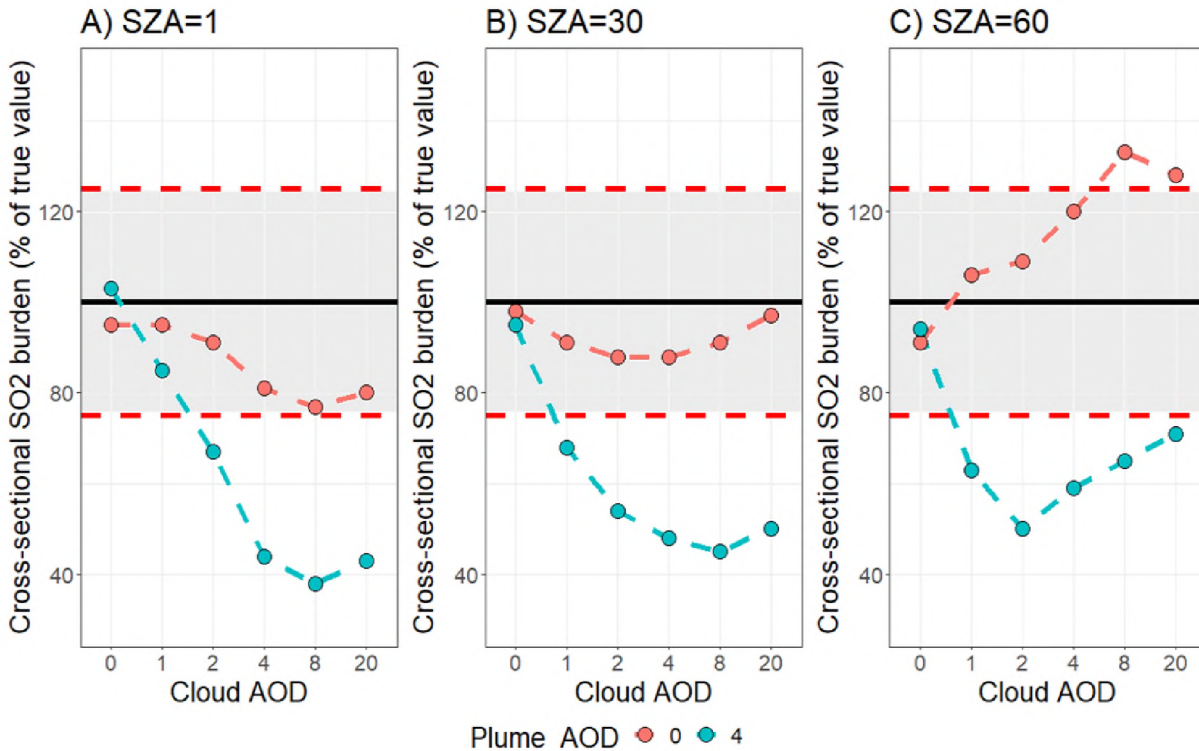 A) SZA=1
B) SZA=30
C) SZA=60
Cross-sectional SO2 burden (% of true value)
120
80
40
0 1 2 4 8 20
Cloud AOD
Cross-sectional SO2 burden (% of true value)
120
80
40
0 1 2 4 8 20
Cloud AOD
Cross-sectional SO2 burden (% of true value)
120
80
40
0 1 2 4 8 20
Cloud AOD
Plume AOD 0 4